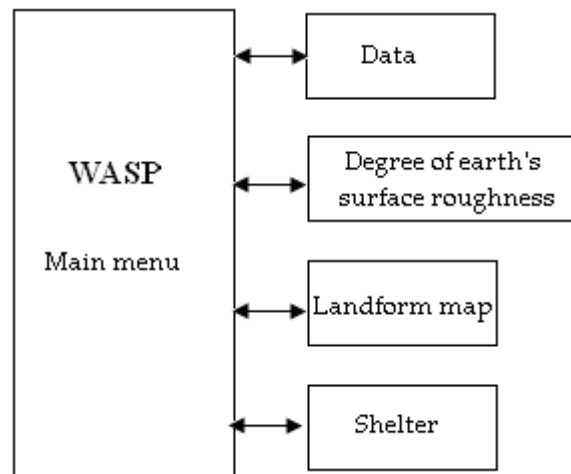 WASP
Main menu
Data
Degree of earth's
surface roughness
Landform map
Shelter